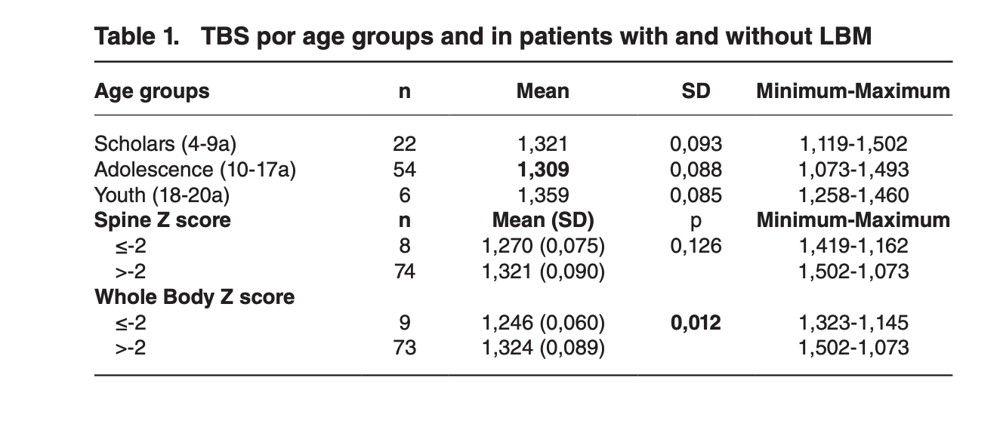 Table 1. TBS por age groups and in patients with and without LBM
Age groups n Mean SD Minimum-Maximum
Scholars (4-9a) 22 1,321 0,093 1,119-1,502
Adolescence (10-17a) 54 1,309 0,088 1,073-1,493
Youth (18-20a) 6 1,359 0,085 1,258-1,460
Spine Z score n Mean (SD) p Minimum-Maximum
≤-2 8 1,270 (0,075) 0,126 1,419-1,162
>-2 74 1,321 (0,090) 1,502-1,073
Whole Body Z score
≤-2 9 1,246 (0,060) 0,012 1,323-1,145
>-2 73 1,324 (0,089) 1,502-1,073